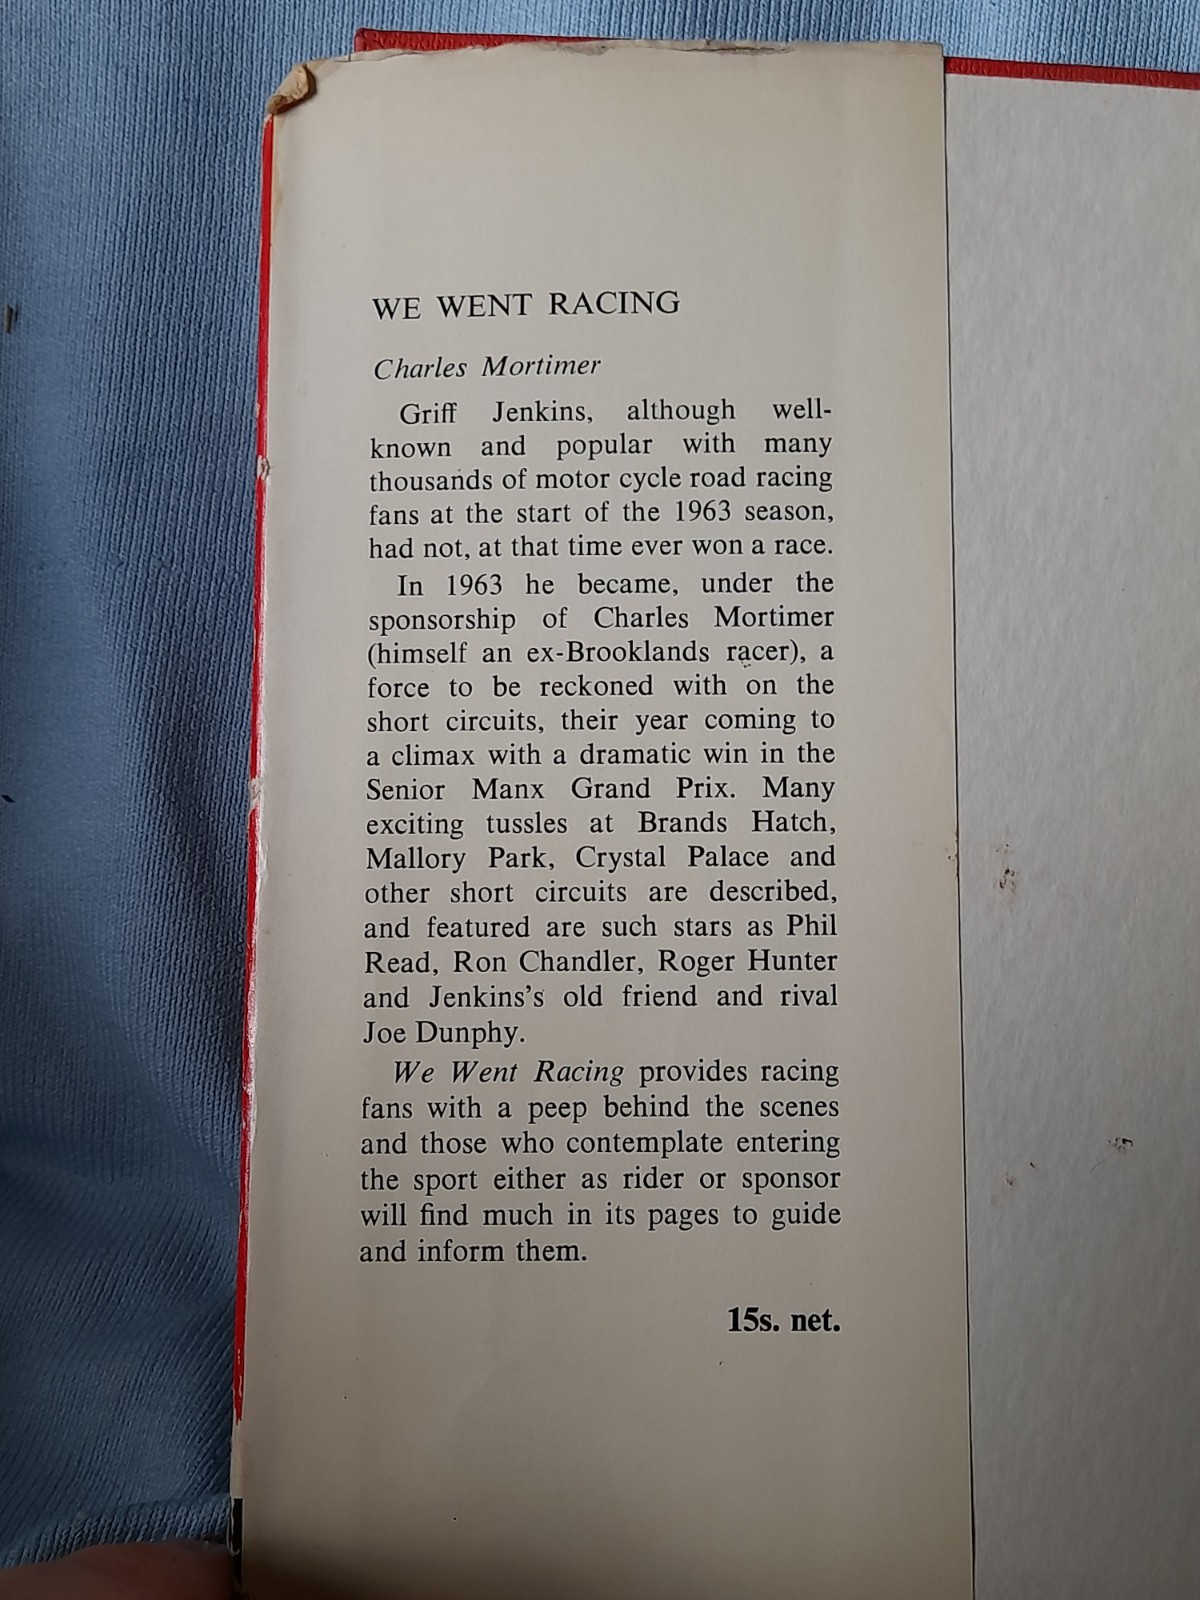 WE WENT RACING
Charles Mortimer
Griff Jenkins, although well-
known and popular with many
thousands of motor cycle road racing
fans at the start of the 1963 season,
had not, at that time ever won a race.
In 1963 he became, under the
sponsorship of Charles Mortimer
(himself an ex-Brooklands racer), a
force to be reckoned with on the
short circuits, their year coming to
a climax with a dramatic win in the
Senior Manx Grand Prix. Many
exciting tussles at Brands Hatch,
Mallory Park, Crystal Palace and
other short circuits are described,
and featured are such stars as Phil
Read, Ron Chandler, Roger Hunter
and Jenkins's old friend and rival
Joe Dunphy.
We Went Racing provides racing
fans with a peep behind the scenes
and those who contemplate entering
the sport either as rider or sponsor
will find much in its pages to guide
and inform them.
15s. net.